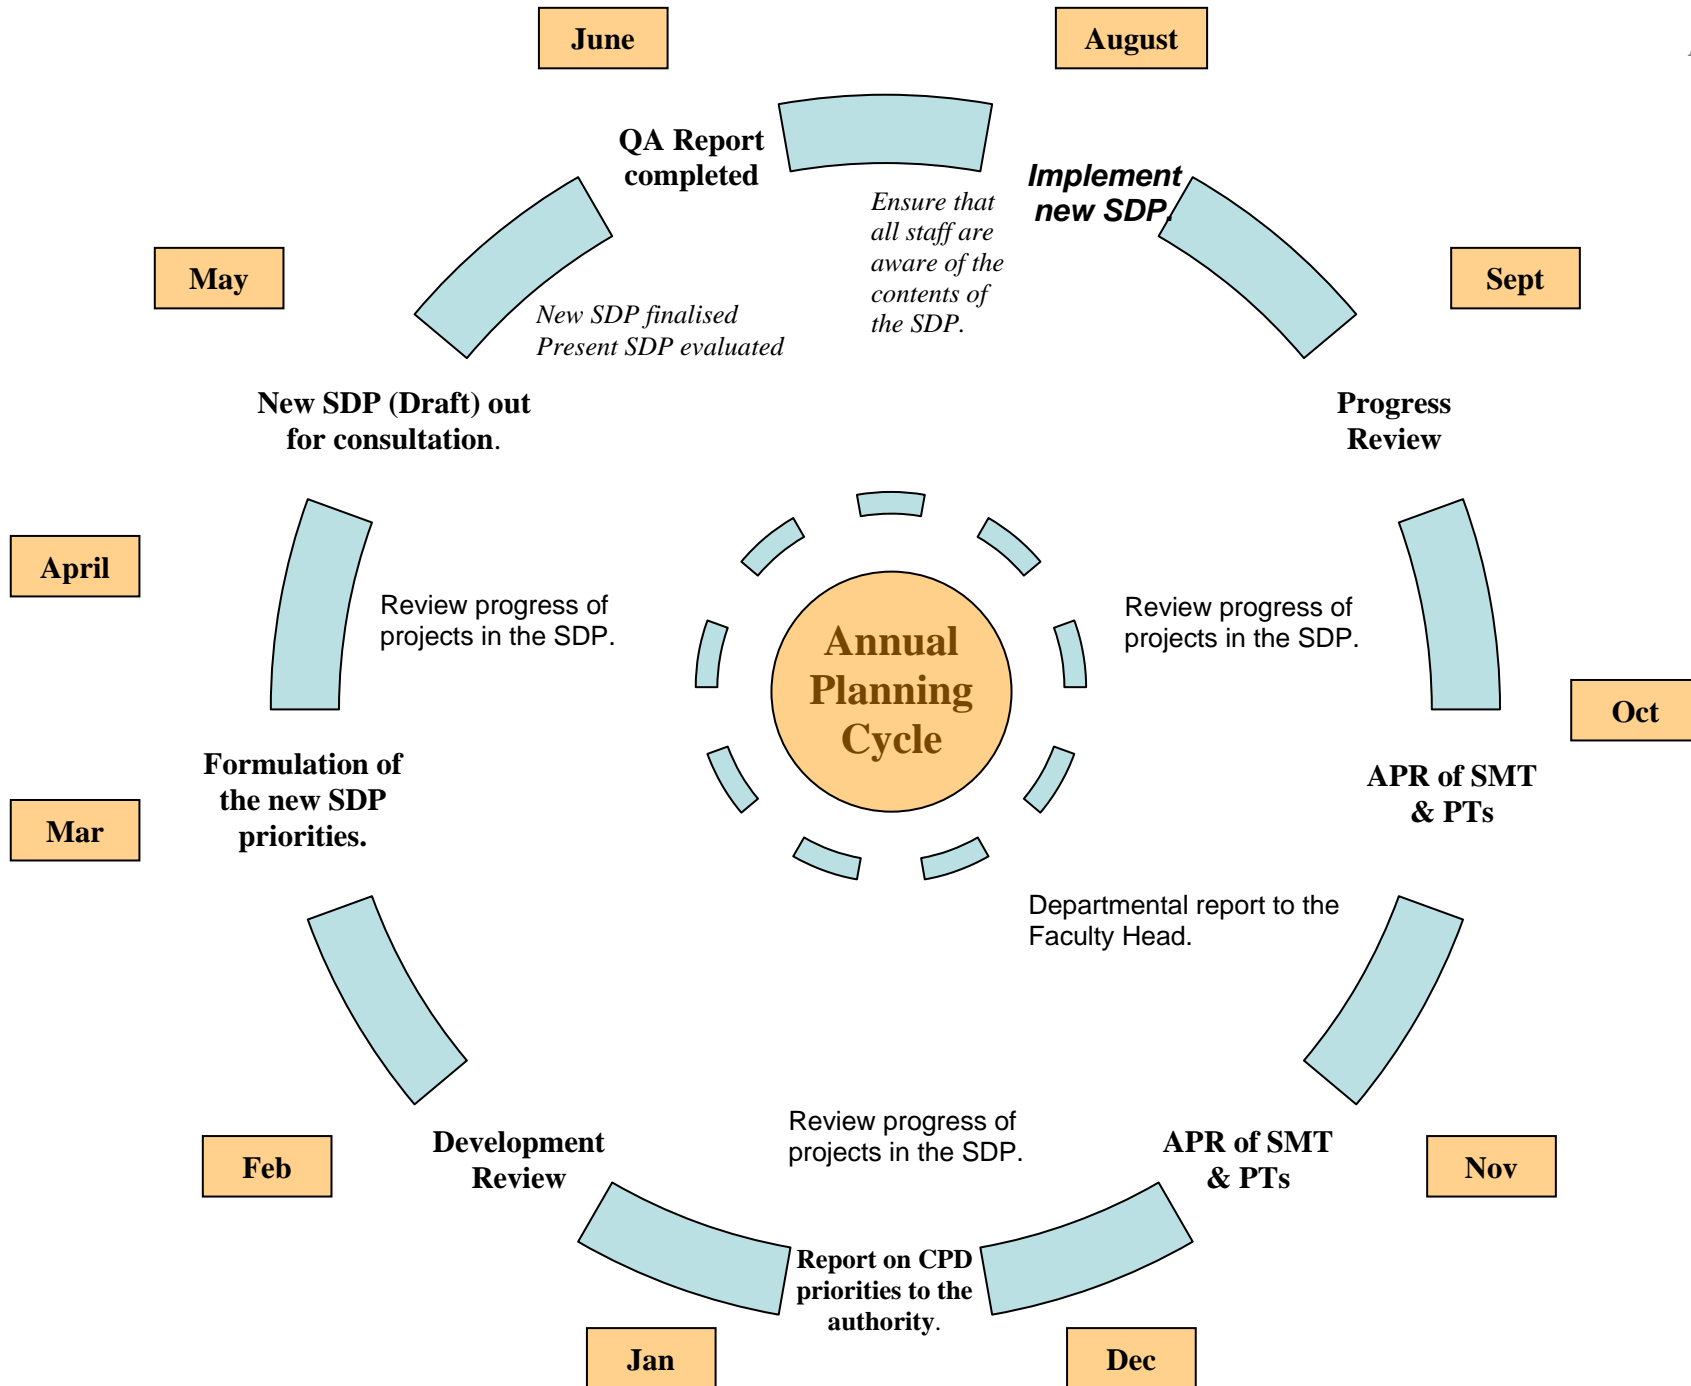 June
August
QA Report
completed
Implement
new SDP.
Ensure that
all staff are
aware of the
contents of
the SDP.
May
Sept
New SDP finalised
Present SDP evaluated
New SDP (Draft) out
for consultation.
Progress
Review
April
Review progress of
projects in the SDP.
Annual
Planning
Cycle
Review progress of
projects in the SDP.
Oct
Formulation of
the new SDP
priorities.
APR of SMT
& PTs
Mar
Departmental report to the
Faculty Head.
Review progress of
projects in the SDP.
Development
Review
APR of SMT
& PTs
Feb
Nov
Report on CPD
priorities to the
authority.
Jan
Dec